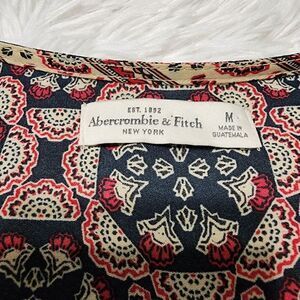 EST. 1892
Abercrombie & Fitch
NEW YORK
M
MADE IN
GUATEMALA